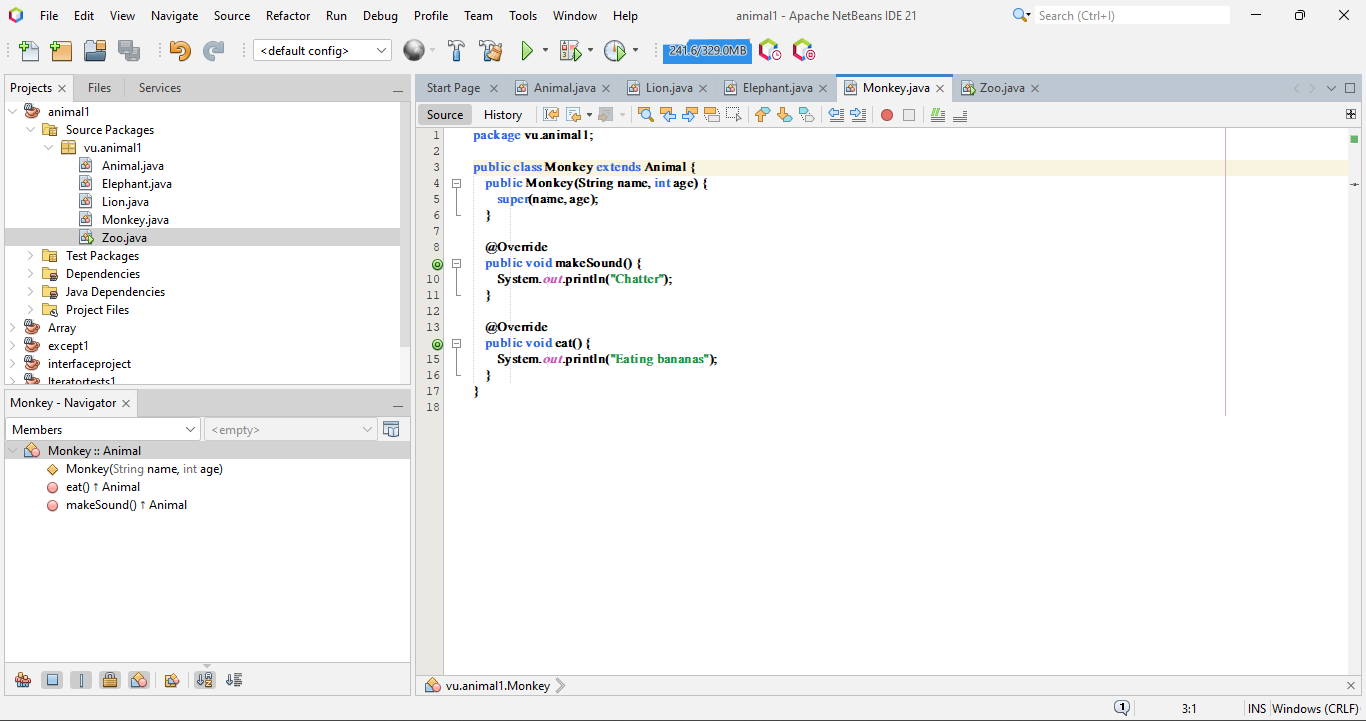 File Edit View Navigate Source Refactor Run Debug Profile Team Tools Window Help animal1 - Apache NetBeans IDE 21 Search (Ctrl+I)
<default config> 241.6/329.0MB
Projects Files Services
animal1
Source Packages
vu.animal1
Animal.java
Elephant.java
Lion.java
Monkey.java
Zoo.java
Test Packages
Dependencies
Java Dependencies
Project Files
Array
except1
interfaceproject
Iteratortests1
Monkey - Navigator
Members <empty>
Monkey :: Animal
Monkey(String name, int age)
eat() ↑ Animal
makeSound() ↑ Animal
Start Page Animal.java Lion.java Elephant.java Monkey.java Zoo.java
Source History
1 package vu.animal1;
2
3 public class Monkey extends Animal {
4 public Monkey(String name, int age) {
5 super(name, age);
6 }
7
8 @Override
public void makeSound() {
10 System.out.println("Chatter");
11 }
12
13 @Override
public void eat() {
15 System.out.println("Eating bananas");
16 }
17 }
18
vu.animal1.Monkey
1 3:1 INS Windows (CRLF)